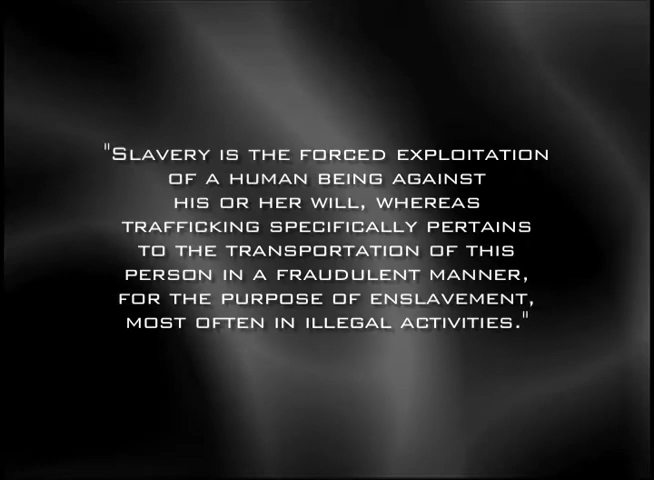 "Slavery is the forced exploitation
of a human being against
his or her will, whereas
trafficking specifically pertains
to the transportation of this
person in a fraudulent manner,
for the purpose of enslavement,
most often in illegal activities."